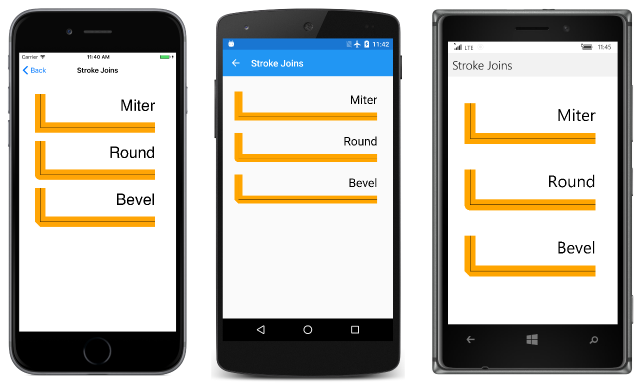 Carrier 11:40 AM
Back Stroke Joins
Miter
Round
Bevel
11:42
Stroke Joins
Miter
Round
Bevel
LTE 11:45
Stroke Joins
Miter
Round
Bevel